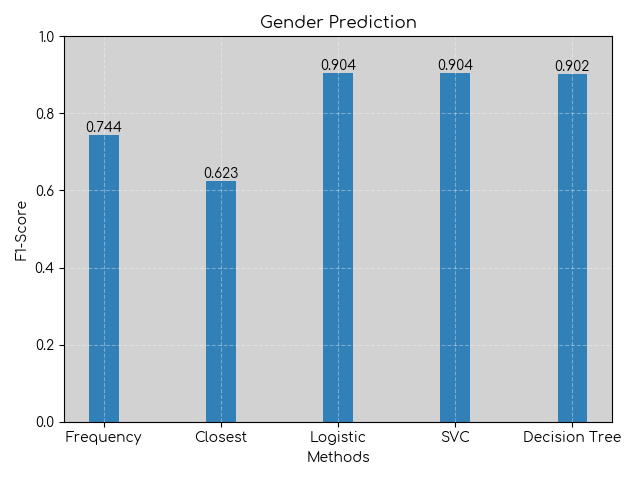 Gender Prediction
1.0
0.8
0.6
0.4
0.2
0.0
F1-Score
0.744
0.623
0.904
0.904
0.902
Frequency
Closest
Logistic
SVC
Decision Tree
Methods